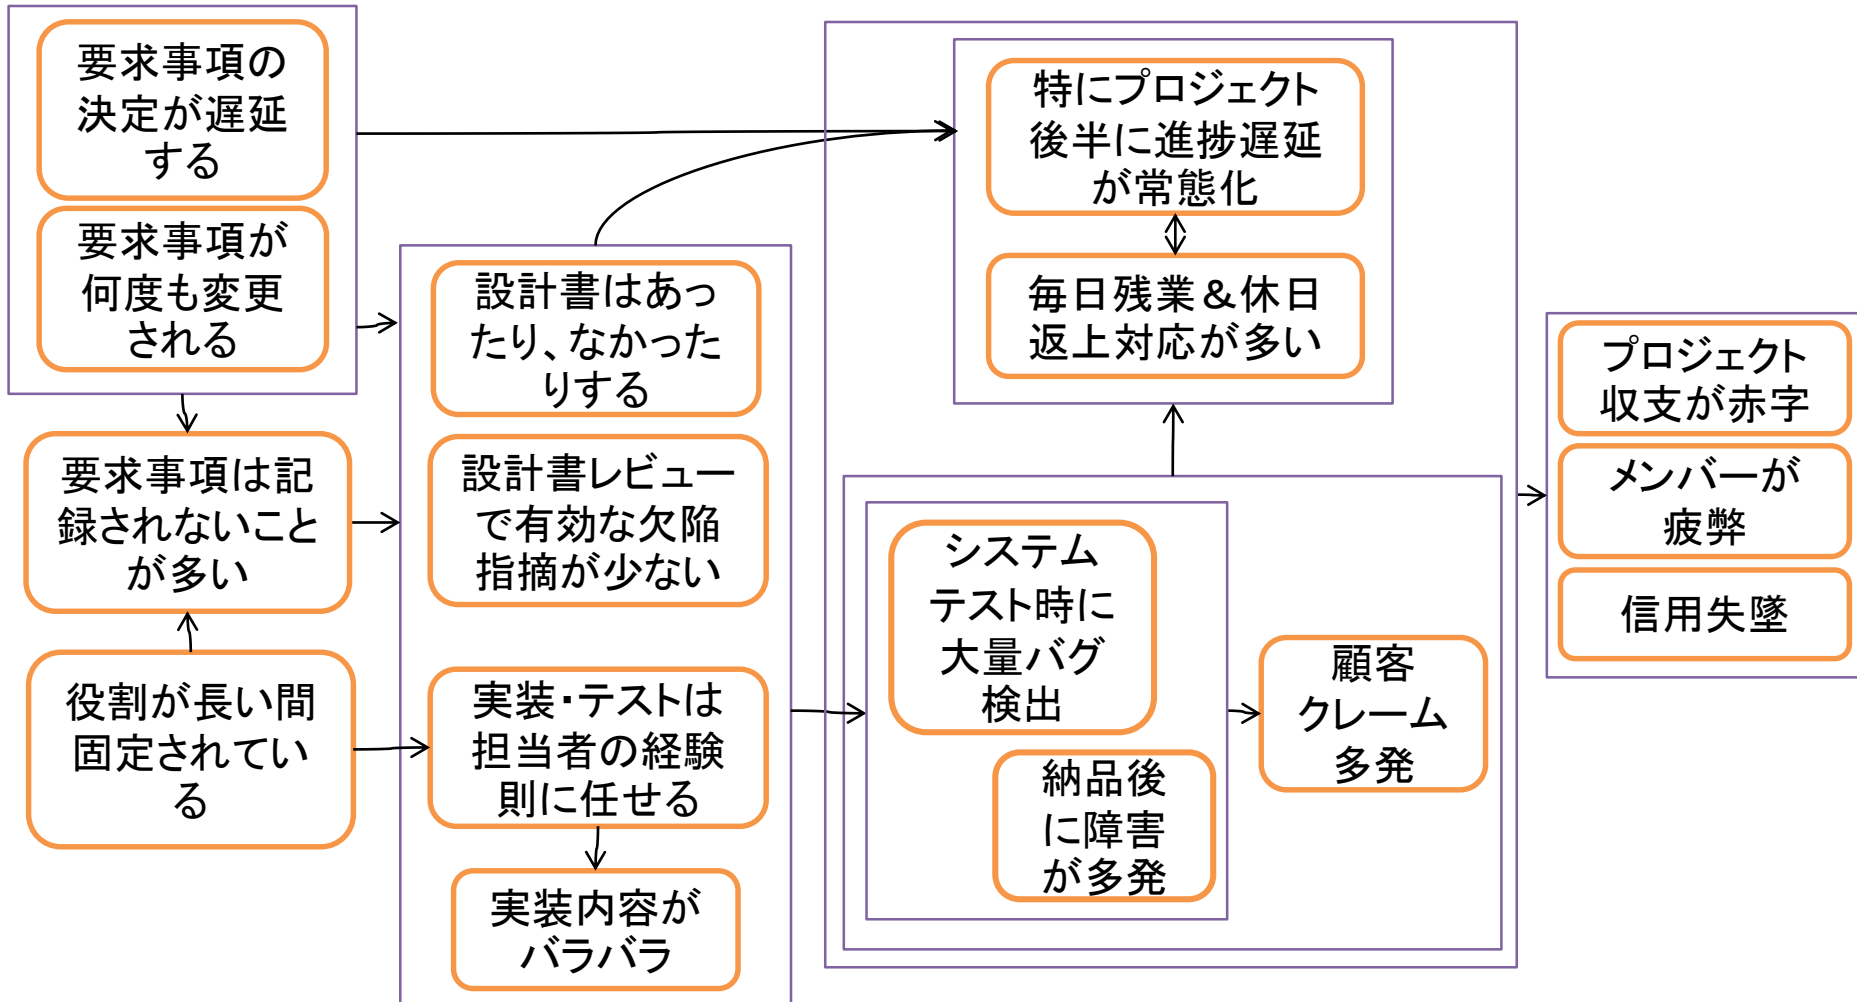 要求事項の
決定が遅延
する
要求事項が
何度も変更
される
要求事項は記
録されないこと
が多い
役割が長い間
固定されてい
る
設計書はあっ
たり、なかった
りする
設計書レビュー
で有効な欠陥
指摘が少ない
実装・テストは
担当者の経験
則に任せる
実装内容が
バラバラ
特にプロジェクト
後半に進捗遅延
が常態化
毎日残業＆休日
返上対応が多い
システム
テスト時に
大量バグ
検出
納品後
に障害
が多発
顧客
クレーム
多発
プロジェクト
収支が赤字
メンバーが
疲弊
信用失墜